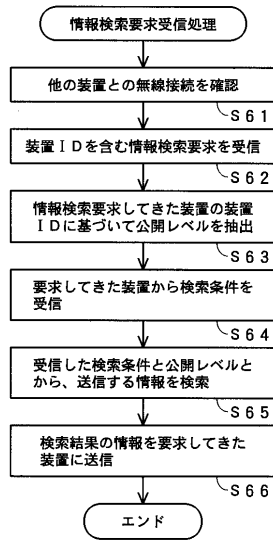 情報検索要求受信処理
他の装置との無線接続を確認
S61
装置IDを含む情報検索要求を受信
S62
情報検索要求してきた装置の装置
IDに基づいて公開レベルを抽出
S63
要求してきた装置から検索条件を
受信
S64
受信した検索条件と公開レベルと
から、送信する情報を検索
S65
検索結果の情報を要求してきた
装置に送信
S66
エンド